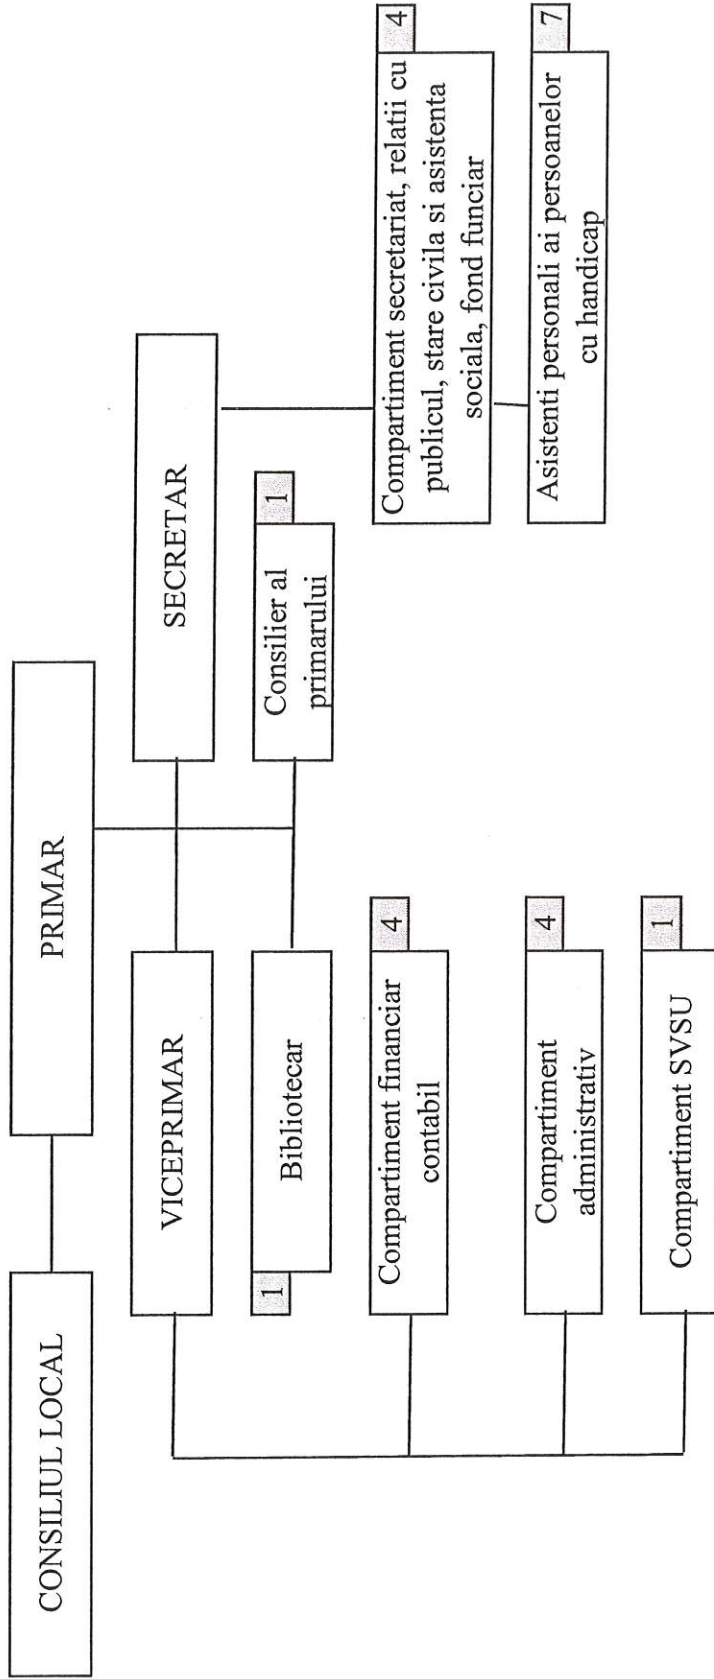 CONSILIUL LOCAL
PRIMAR
VICEPRIMAR
SECRETAR
1
Bibliotecar
Consilier al
primarului
1
Compartiment financiar
contabil
4
Compartiment secretariat, relatii cu
publicul, stare civila si asistenta
sociala, fond funciar
4
Compartiment
administrativ
4
Asistenti personali ai persoanelor
cu handicap
7
Compartiment SVSU
1